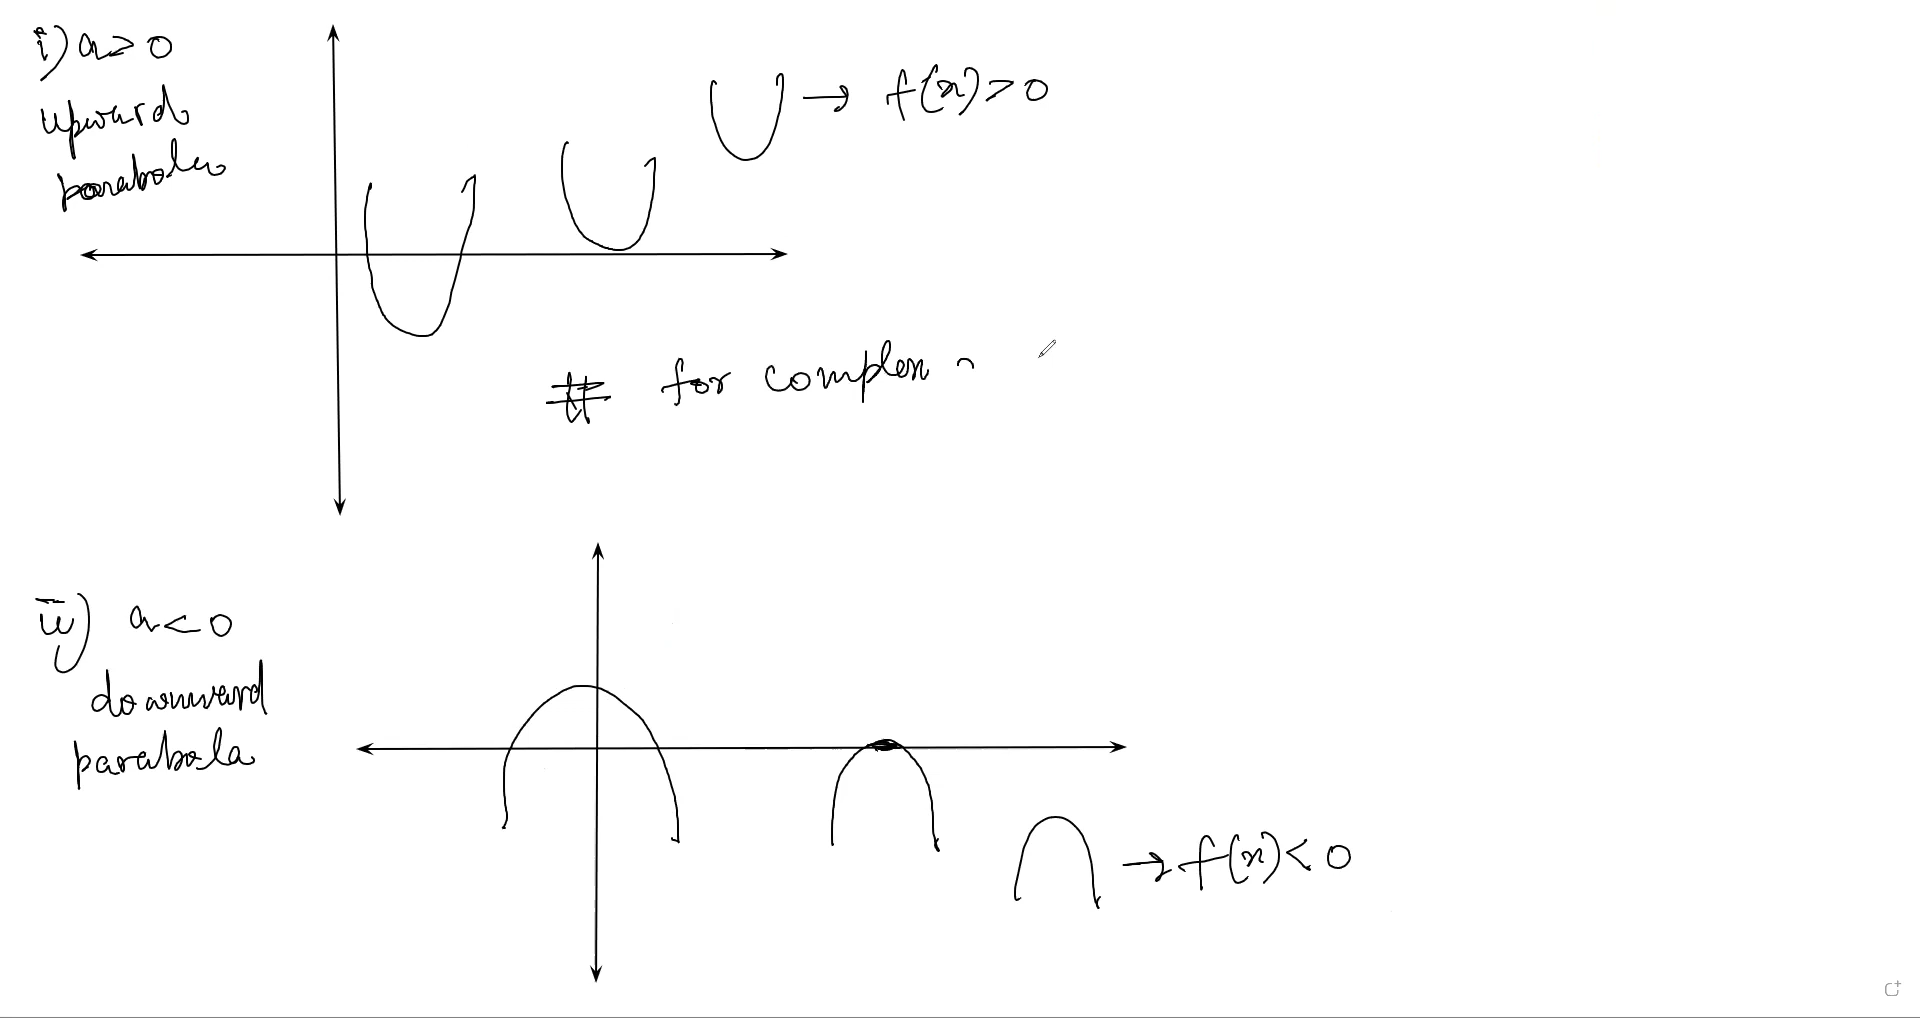 i) a > 0
upward
parabola
→ f(x) > 0
# for complex
ii) a < 0
downward
parabola
→ f(x) < 0